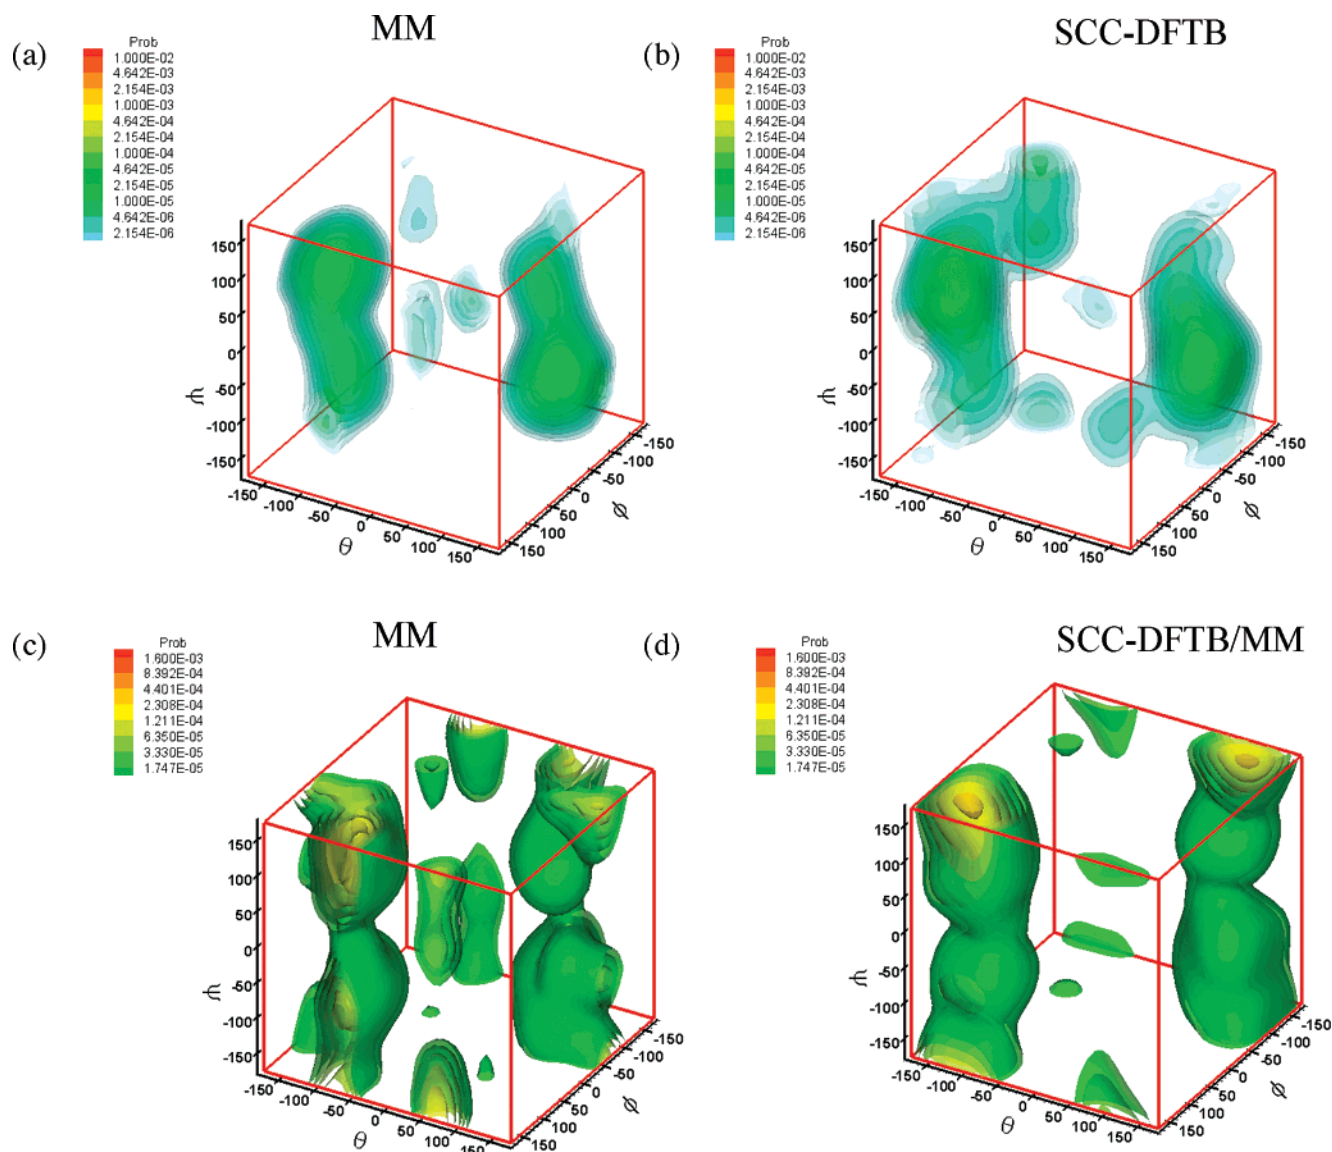 MM
SCC-DFTB
(a)
Prob
1.000E-02
4.642E-03
2.154E-03
1.000E-03
4.642E-04
2.154E-04
1.000E-04
4.642E-05
2.154E-05
1.000E-05
4.642E-06
2.154E-06
150
100
50
0
-50
-100
-150
Ψ
-150
-100
-50
0
50
100
150
θ
-150
-100
-50
0
50
100
150
ϕ
(b)
Prob
1.000E-02
4.642E-03
2.154E-03
1.000E-03
4.642E-04
2.154E-04
1.000E-04
4.642E-05
2.154E-05
1.000E-05
4.642E-06
2.154E-06
150
100
50
0
-50
-100
-150
Ψ
-150
-100
-50
0
50
100
150
θ
-150
-100
-50
0
50
100
150
ϕ
MM
SCC-DFTB/MM
(c)
Prob
1.600E-03
8.392E-04
4.401E-04
2.308E-04
1.211E-04
6.350E-05
3.330E-05
1.747E-05
150
100
50
0
-50
-100
-150
Ψ
-150
-100
-50
0
50
100
150
θ
-150
-100
-50
0
50
100
150
ϕ
(d)
Prob
1.600E-03
8.392E-04
4.401E-04
2.308E-04
1.211E-04
6.350E-05
3.330E-05
1.747E-05
150
100
50
0
-50
-100
-150
Ψ
-150
-100
-50
0
50
100
150
θ
-150
-100
-50
0
50
100
150
ϕ